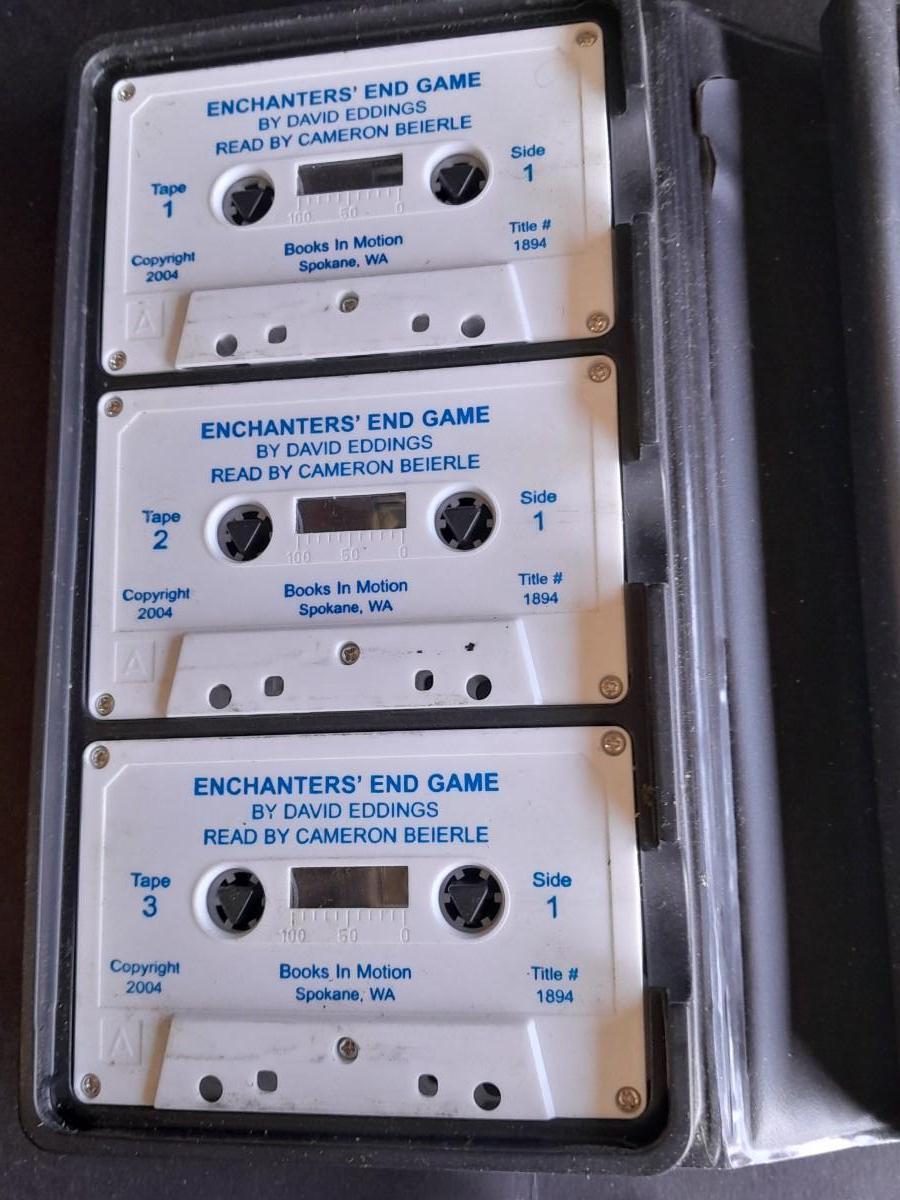 ENCHANTERS' END GAME
BY DAVID EDDINGS
READ BY CAMERON BEIERLE
Tape
1
Side
1
100 50 0
Copyright
2004
Books In Motion
Spokane, WA
Title #
1894
A
ENCHANTERS' END GAME
BY DAVID EDDINGS
READ BY CAMERON BEIERLE
Tape
2
Side
1
100 50 0
Copyright
2004
Books In Motion
Spokane, WA
Title #
1894
A
ENCHANTERS' END GAME
BY DAVID EDDINGS
READ BY CAMERON BEIERLE
Tape
3
Side
1
100 50 0
Copyright
2004
Books In Motion
Spokane, WA
Title #
1894
A